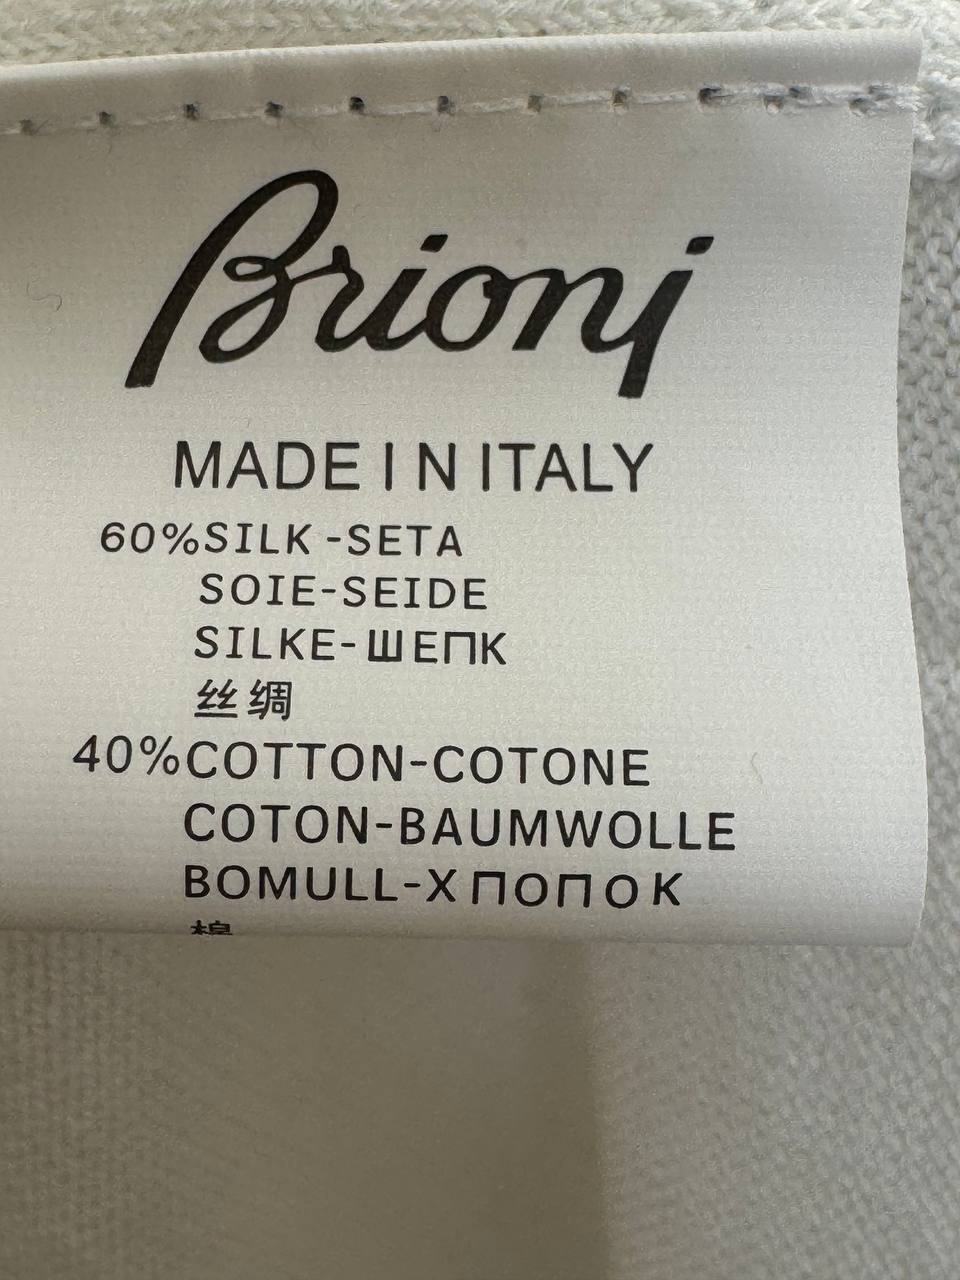 Brioni
MADE IN ITALY
60%SILK-SETA
SOIE-SEIDE
SILKE-ШЕПК
丝绸
40%COTTON-COTONE
COTON-BAUMWOLLE
BOMULL-ХПОПОК